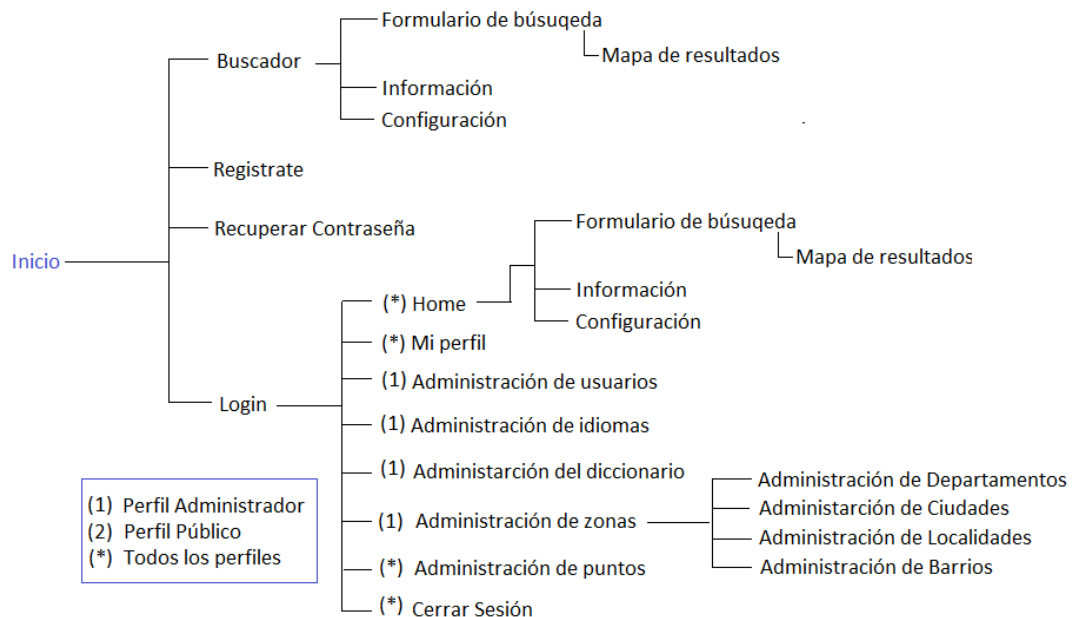 Formulario de búsuqeda
Mapa de resultados
Buscador
Información
Configuración
Registrate
Recuperar Contraseña
Inicio
Formulario de búsuqeda
Mapa de resultados
(*) Home
Información
Configuración
(*) Mi perfil
(1) Administración de usuarios
Login
(1) Administración de idiomas
(1) Administarción del diccionario
(1) Administración de zonas
Administración de Departamentos
Administarción de Ciudades
Administración de Localidades
Administración de Barrios
(*) Administración de puntos
(*) Cerrar Sesión
(1) Perfil Administrador
(2) Perfil Público
(*) Todos los perfiles